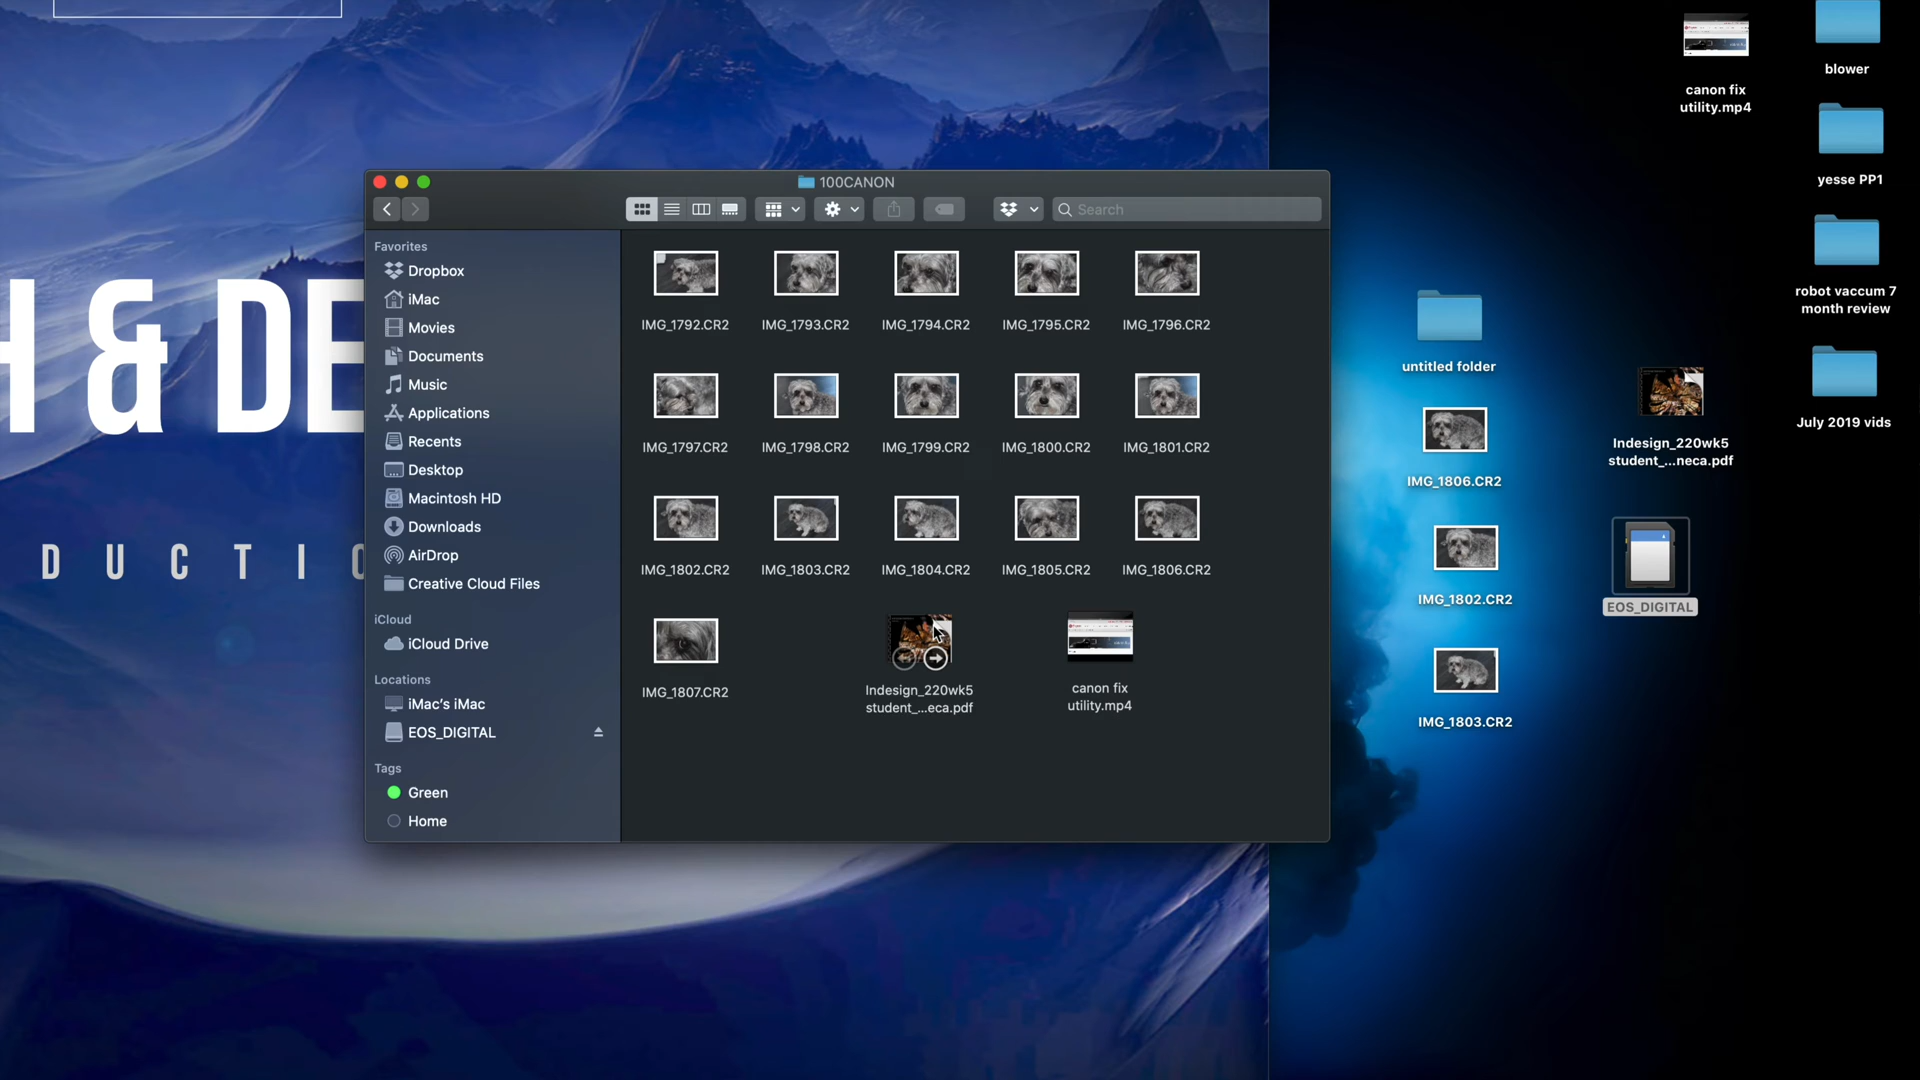 H & DE
DUCTIO
100CANON
Search
Favorites
Dropbox
iMac
Movies
Documents
Music
Applications
Recents
Desktop
Macintosh HD
Downloads
AirDrop
Creative Cloud Files
iCloud
iCloud Drive
Locations
iMac's iMac
EOS_DIGITAL
Tags
Green
Home
IMG_1792.CR2
IMG_1793.CR2
IMG_1794.CR2
IMG_1795.CR2
IMG_1796.CR2
IMG_1797.CR2
IMG_1798.CR2
IMG_1799.CR2
IMG_1800.CR2
IMG_1801.CR2
IMG_1802.CR2
IMG_1803.CR2
IMG_1804.CR2
IMG_1805.CR2
IMG_1806.CR2
IMG_1807.CR2
Indesign_220wk5
student_...eca.pdf
canon fix
utility.mp4
canon fix
utility.mp4
blower
yesse PP1
robot vaccum 7
month review
July 2019 vids
untitled folder
IMG_1806.CR2
IMG_1802.CR2
IMG_1803.CR2
Indesign_220wk5
student_...neca.pdf
EOS_DIGITAL